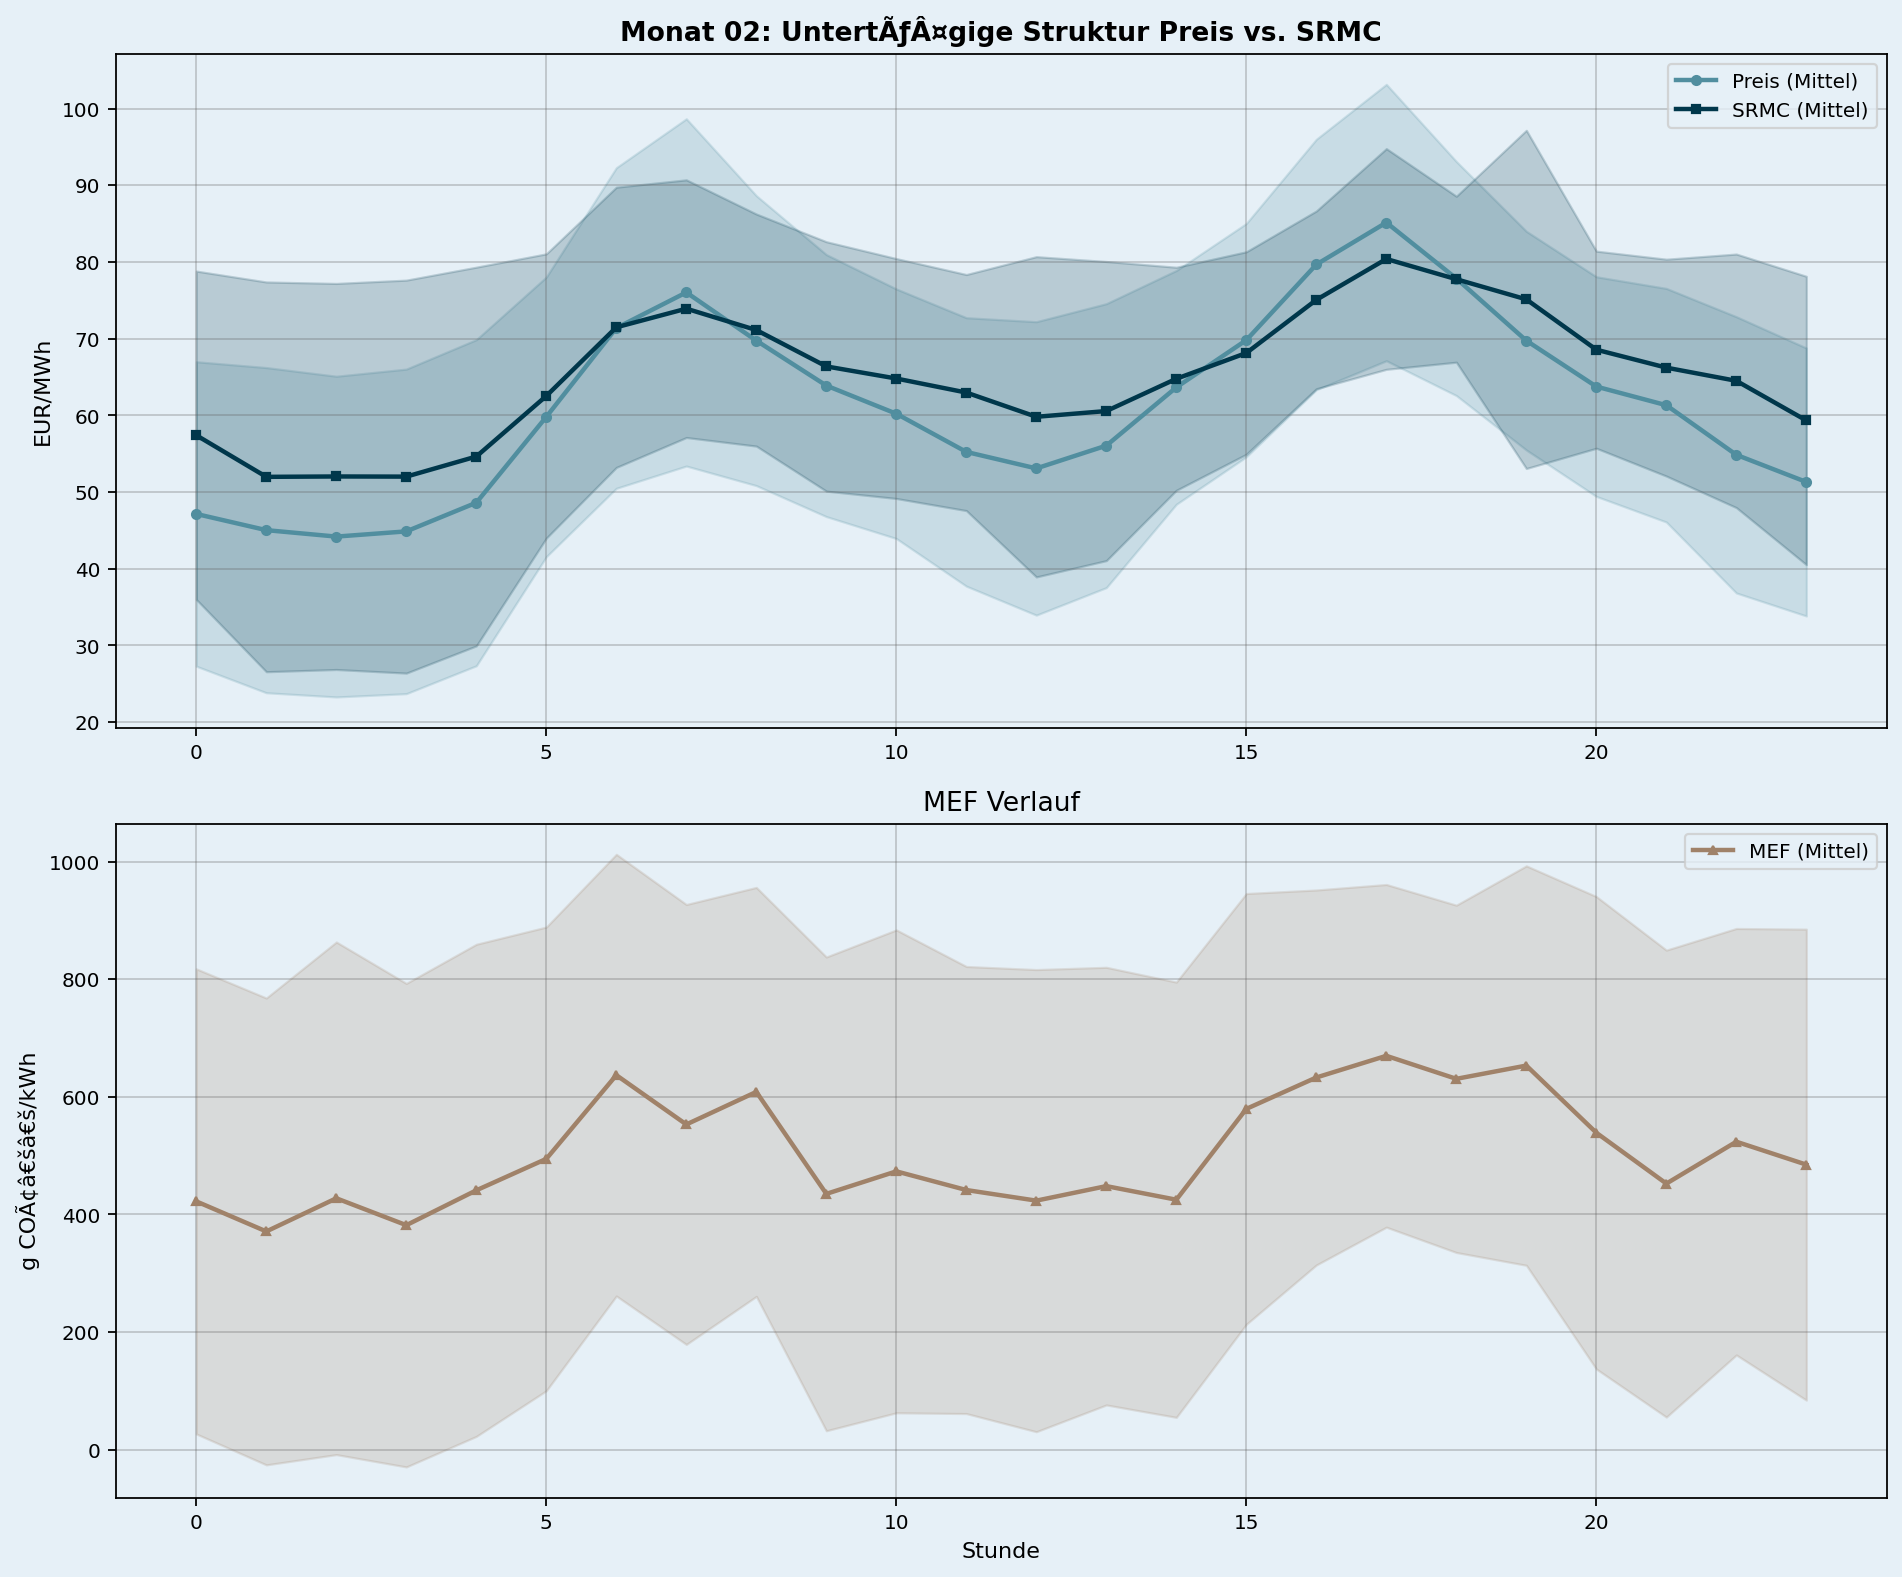 Monat 02: UntertÃƒÂ¤gige Struktur Preis vs. SRMC
Preis (Mittel)
SRMC (Mittel)
EUR/MWh
100
90
80
70
60
50
40
30
20
0 5 10 15 20
MEF Verlauf
MEF (Mittel)
g COÃ¢â€šâ€š/kWh
1000
800
600
400
200
0
0 5 10 15 20
Stunde